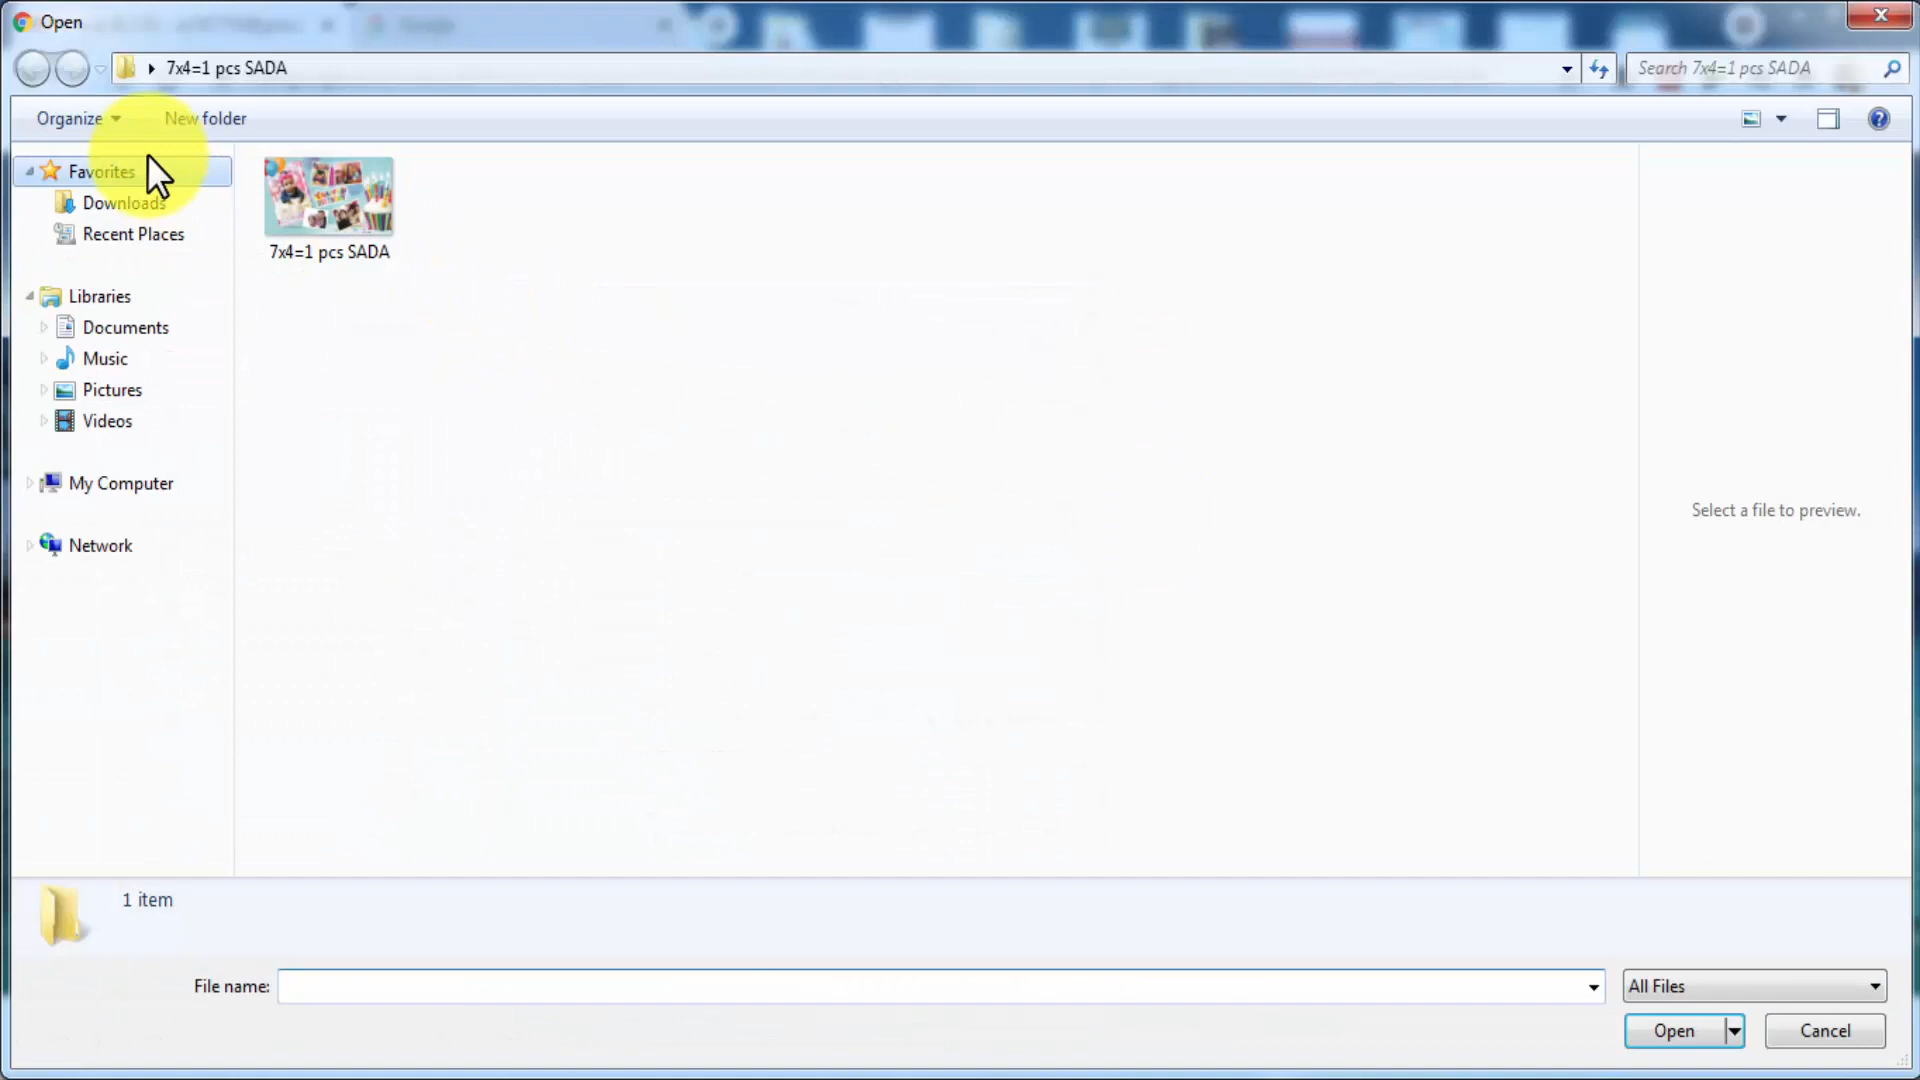 Open
7x4=1 pcs SADA
Search 7x4=1 pcs SADA
Organize
New folder
Favorites
Downloads
Recent Places
Libraries
Documents
Music
Pictures
Videos
My Computer
Network
7x4=1 pcs SADA
Select a file to preview.
1 item
File name:
All Files
Open
Cancel